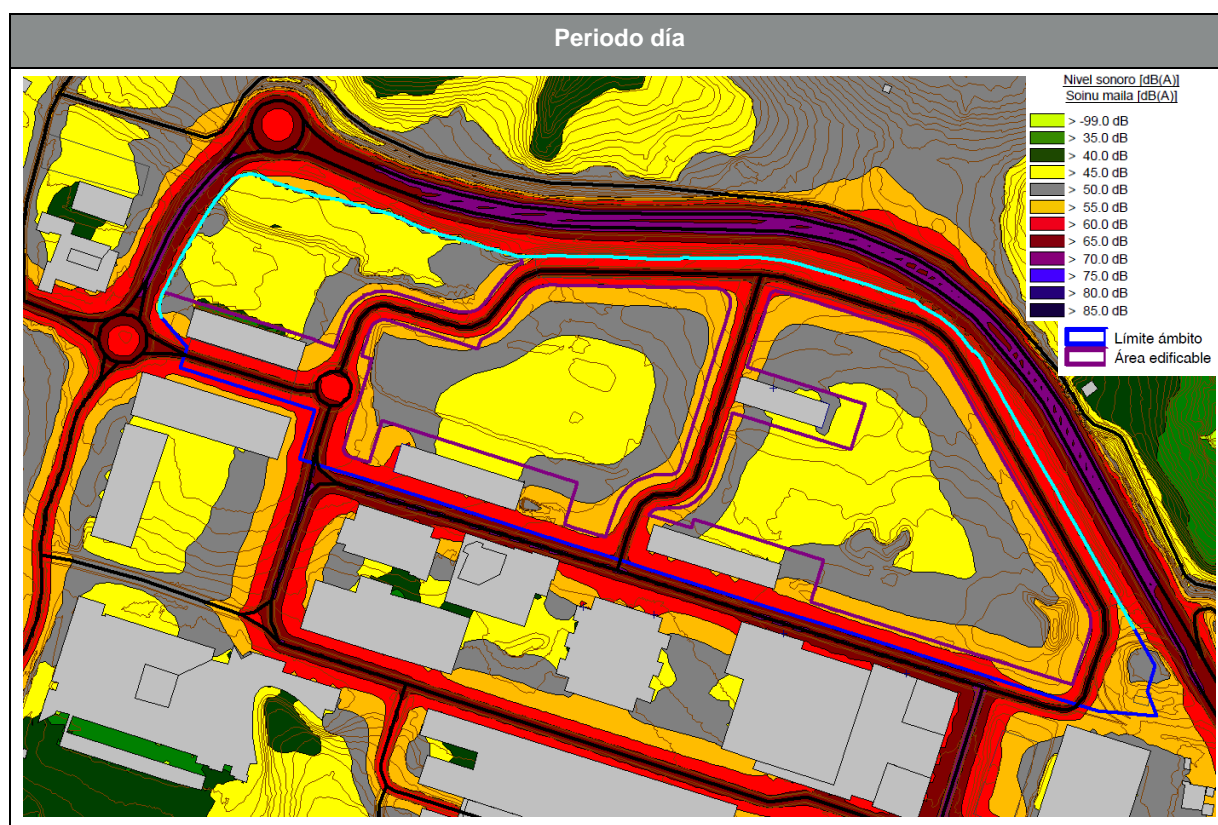 Periodo día
Nivel sonoro [dB(A)]
Soinu maila [dB(A)]
> -99.0 dB
> 35.0 dB
> 40.0 dB
> 45.0 dB
> 50.0 dB
> 55.0 dB
> 60.0 dB
> 65.0 dB
> 70.0 dB
> 75.0 dB
> 80.0 dB
> 85.0 dB
Límite ámbito
Área edificable